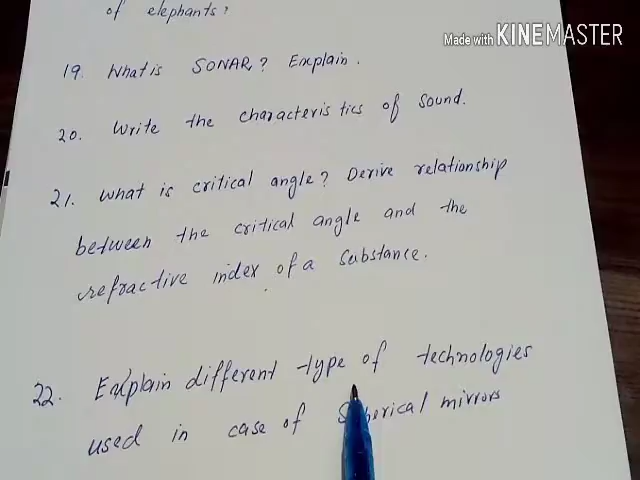 of elephants?
Made with KINEMASTER
19. What is SONAR? Explain.
20. Write the characteristics of sound.
21. What is critical angle? Derive relationship
between the critical angle and the
refractive index of a substance.
22. Explain different type of technologies
used in case of Spherical mirrors